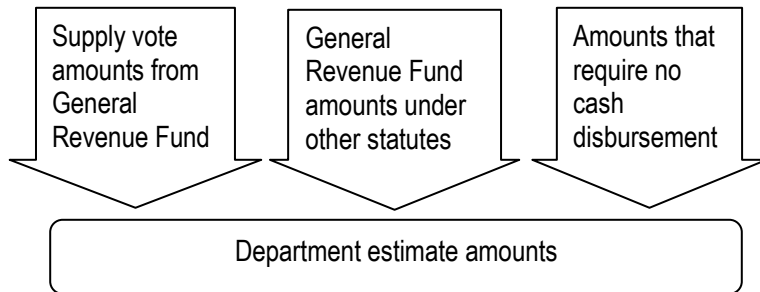 Supply vote
amounts from
General
Revenue Fund
General
Revenue Fund
amounts under
other statutes
Amounts that
require no
cash
disbursement
Department estimate amounts